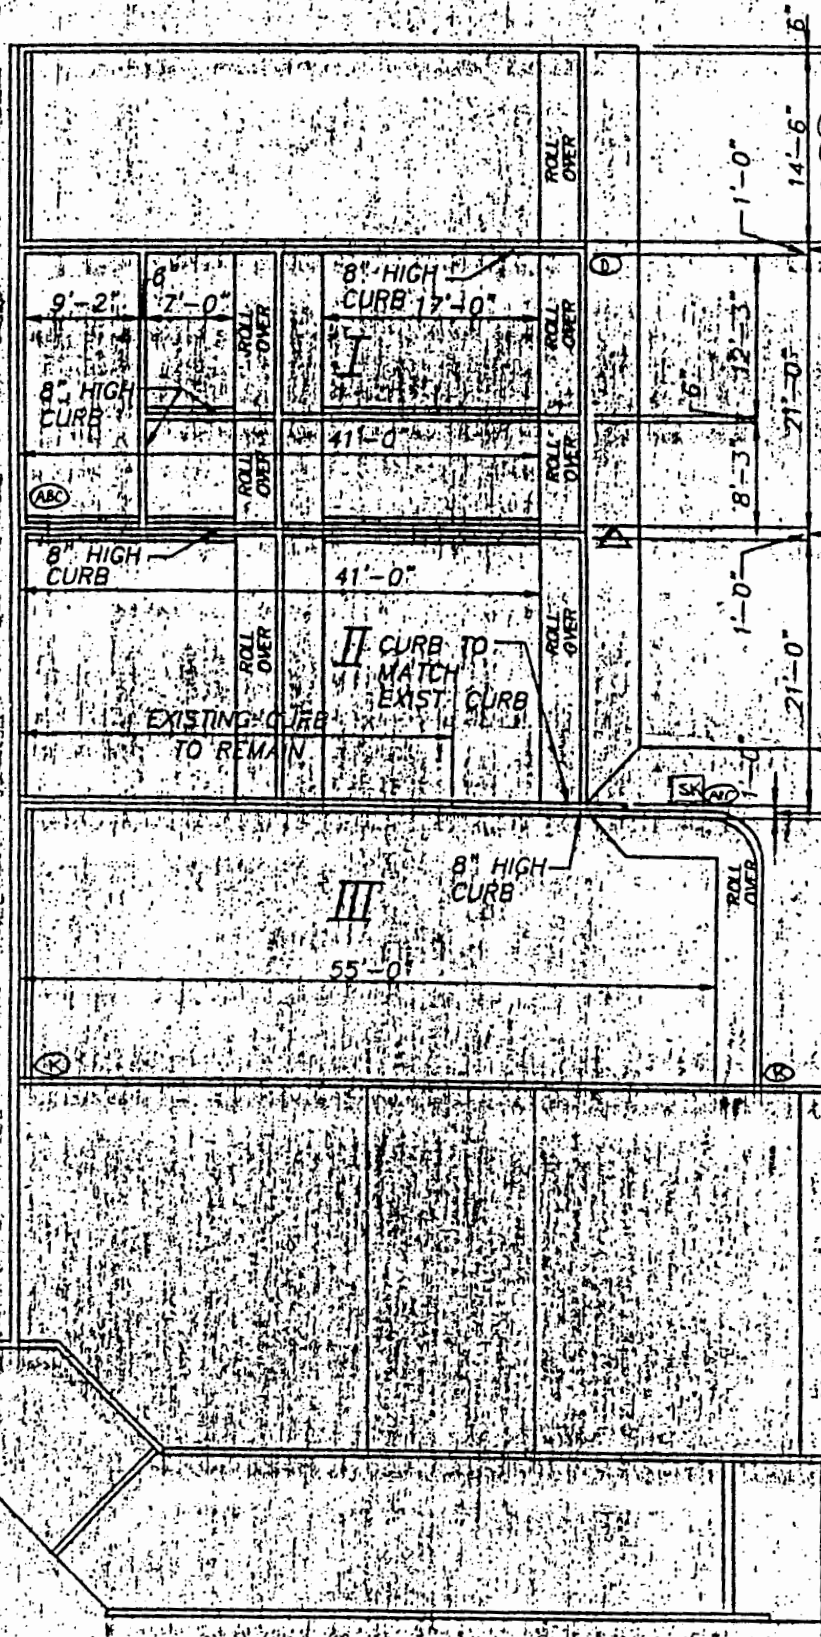 6"
14'-6"
1'-0"
ROLL
OVER
8" HIGH
CURB
17'-0"
6"
9'-2"
7'-0"
ROLL
OVER
ROLL
OVER
I
12'-3"
21'-0"
6"
8" HIGH
CURB
41'-0"
ROLL
OVER
ROLL
OVER
8'-3"
ABC
8" HIGH
CURB
41'-0"
1'-0"
ROLL
OVER
ROLL
OVER
II
CURB TO
MATCH
EXIST. CURB
21'-0"
EXISTING CURB
TO REMAIN
1'-0"
SK
8" HIGH
CURB
ROLL
OVER
III
55'-0"
K
R